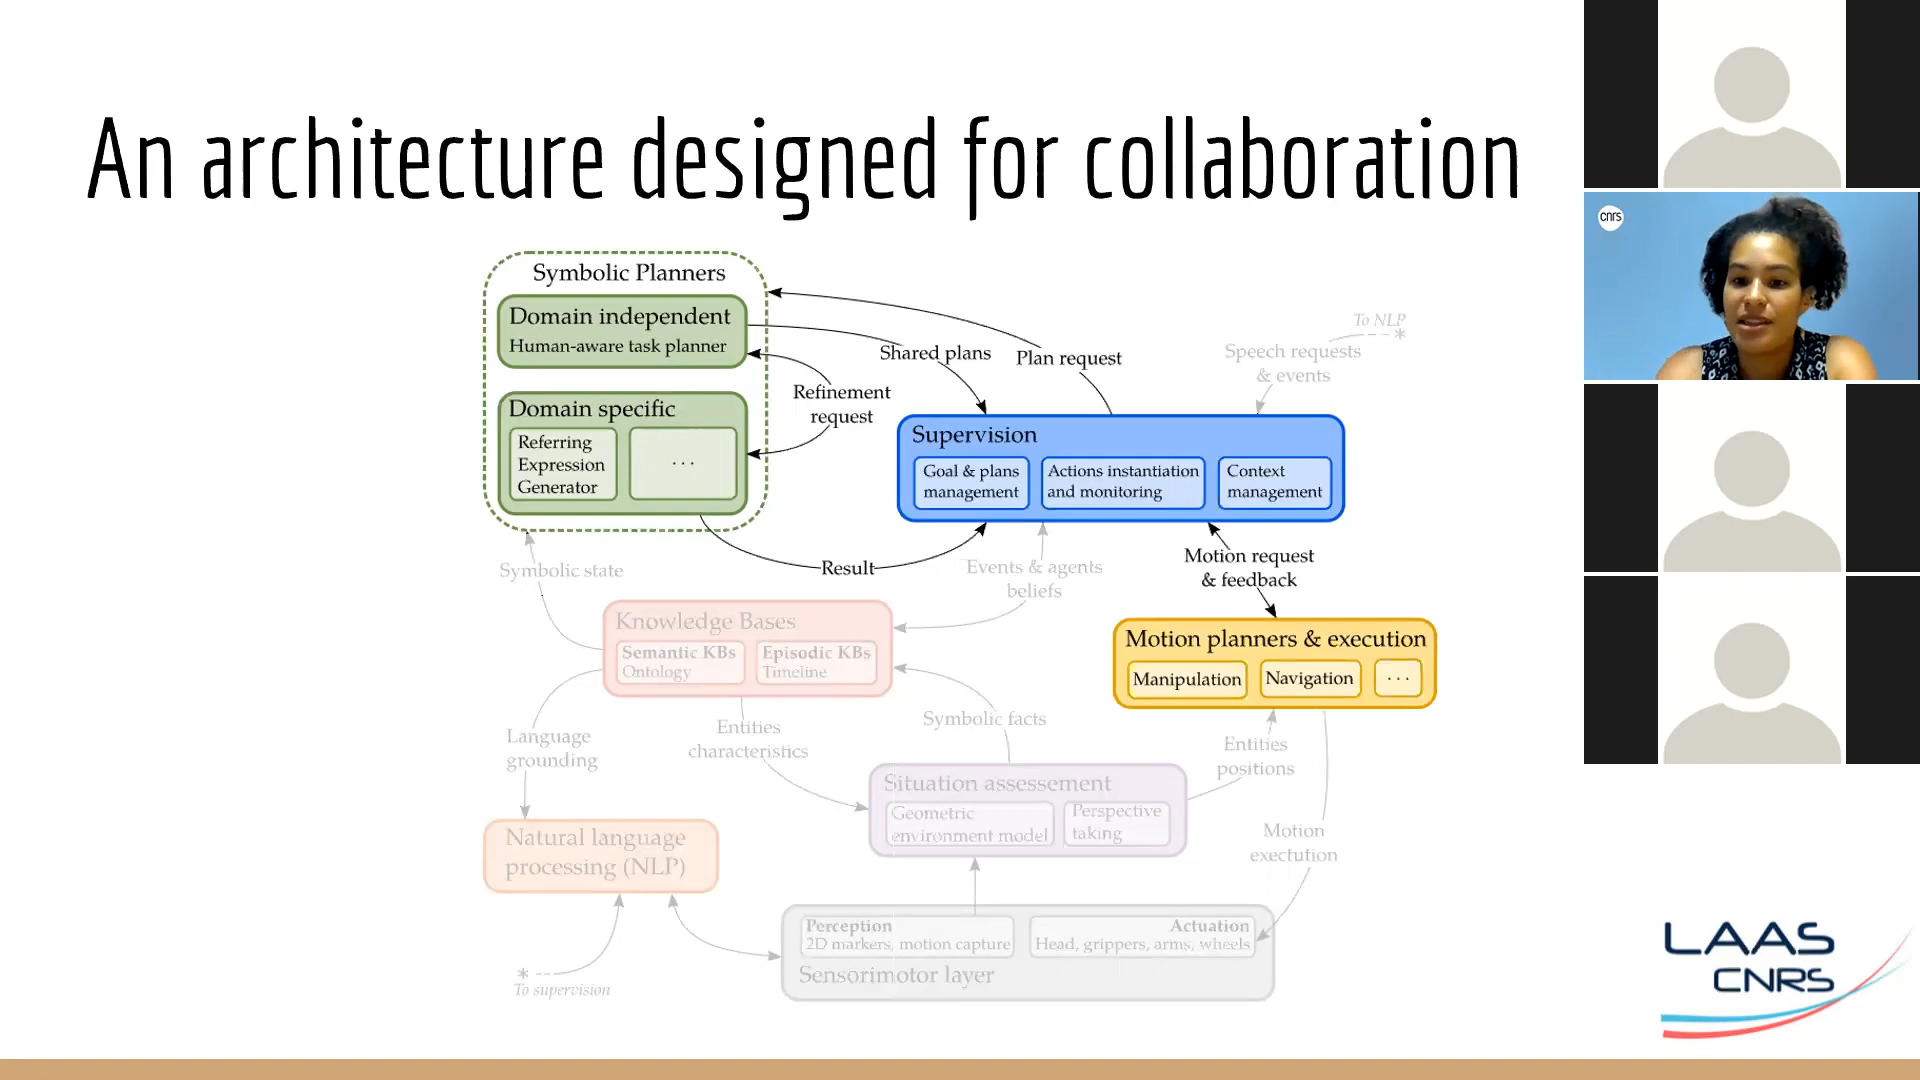 An architecture designed for collaboration
cnrs
Symbolic Planners
Domain independent
Human-aware task planner
Shared plans
Plan request
To NLP
*
Speech requests
& events
Refinement
request
Domain specific
Referring
Expression
Generator
...
Supervision
Goal & plans
management
Actions instantiation
and monitoring
Context
management
Result
Symbolic state
Events & agents
beliefs
Motion request
& feedback
Knowledge Bases
Semantic KBs
Ontology
Episodic KBs
Timeline
Motion planners & execution
Manipulation
Navigation
...
Language
grounding
Entities
characteristics
Symbolic facts
Entities
positions
Situation assessement
Geometric
environment model
Perspective
taking
Natural language
processing (NLP)
Motion
exectution
Perception
2D markers, motion capture
Actuation
Head, grippers, arms, wheels
Sensorimotor layer
*
To supervision
LAAS
CNRS